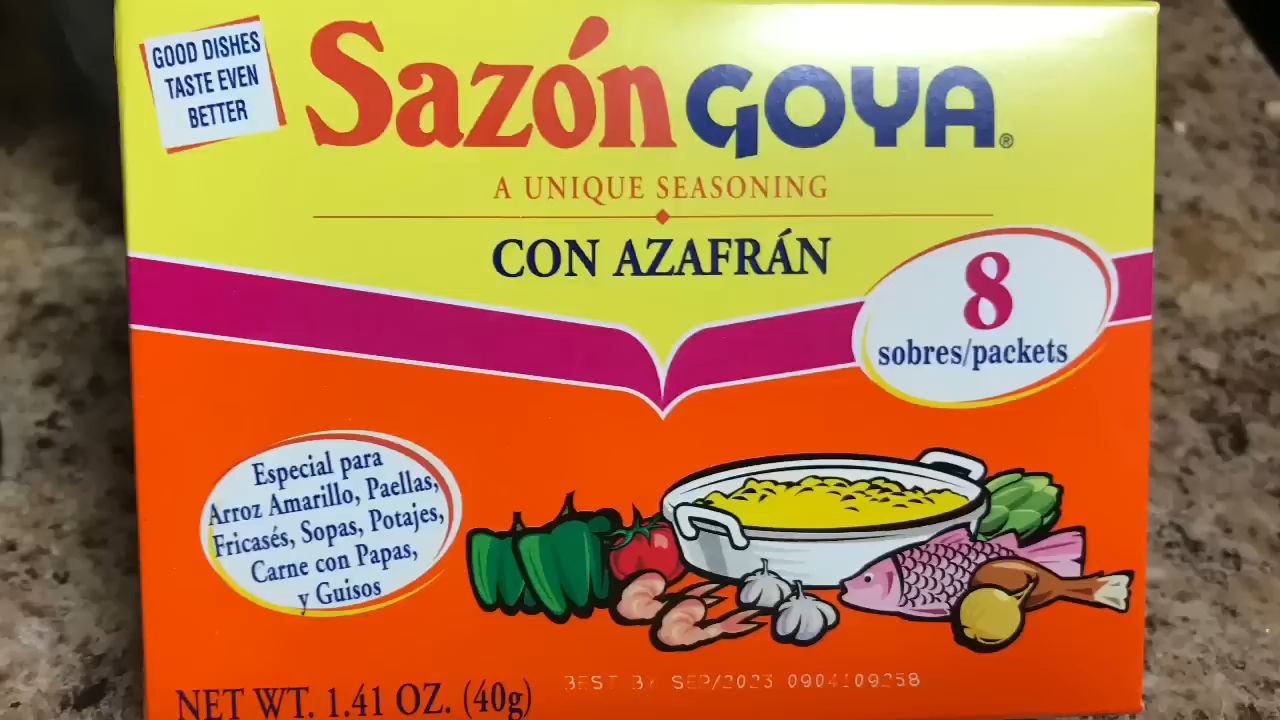 GOOD DISHES
TASTE EVEN
BETTER
Sazón GOYA®
A UNIQUE SEASONING
CON AZAFRÁN
8
sobres/packets
Especial para
Arroz Amarillo, Paellas,
Fricasés, Sopas, Potajes,
Carne con Papas,
y Guisos
NET WT. 1.41 OZ. (40g)
BEST BY SEP/2023 0904109258